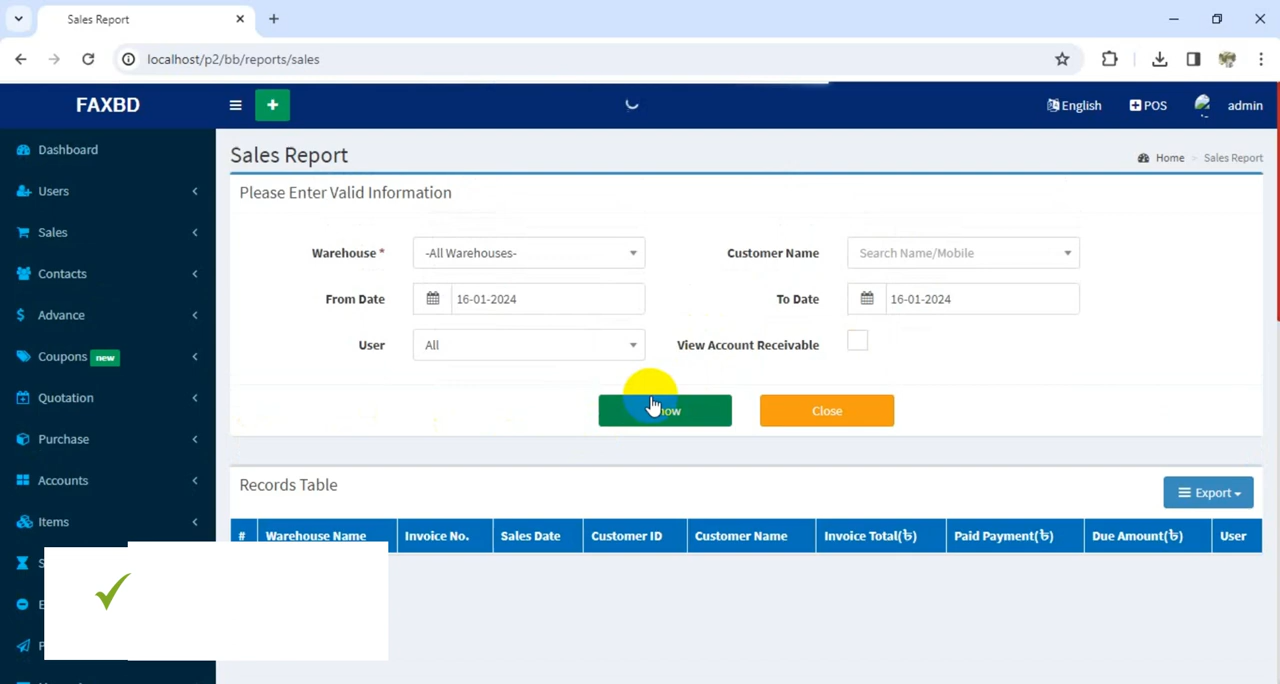 Sales Report
localhost/p2/bb/reports/sales
FAXBD
English
POS
admin
Dashboard
Users
Sales
Contacts
Advance
Coupons new
Quotation
Purchase
Accounts
Items
Sales Report
Home > Sales Report
Please Enter Valid Information
Warehouse *
-All Warehouses-
Customer Name
Search Name/Mobile
From Date
16-01-2024
To Date
16-01-2024
User
All
View Account Receivable
Close
Records Table
Export
# Warehouse Name Invoice No. Sales Date Customer ID Customer Name Invoice Total(৳) Paid Payment(৳) Due Amount(৳) User